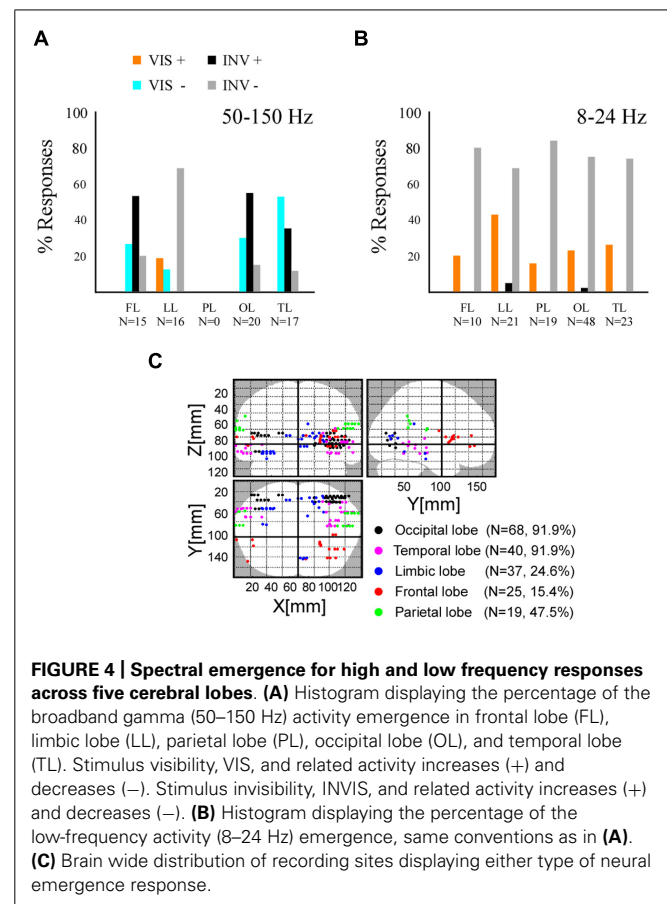 A
B
VIS +
INV +
VIS -
INV -
50-150 Hz
8-24 Hz
% Responses
100
80
60
40
20
FL
LL
PL
OL
TL
N=15
N=16
N=0
N=20
N=17
% Responses
100
80
60
40
20
FL
LL
PL
OL
TL
N=10
N=21
N=19
N=48
N=23
C
Z[mm]
20
40
60
80
100
120
50
100
150
Y[mm]
Y[mm]
20
60
100
140
20 40 60 80 100 120
X[mm]
Occipital lobe (N=68, 91.9%)
Temporal lobe (N=40, 91.9%)
Limbic lobe (N=37, 24.6%)
Frontal lobe (N=25, 15.4%)
Parietal lobe (N=19, 47.5%)
FIGURE 4 | Spectral emergence for high and low frequency responses
across five cerebral lobes. (A) Histogram displaying the percentage of the
broadband gamma (50–150 Hz) activity emergence in frontal lobe (FL),
limbic lobe (LL), parietal lobe (PL), occipital lobe (OL), and temporal lobe
(TL). Stimulus visibility, VIS, and related activity increases (+) and
decreases (−). Stimulus invisibility, INVIS, and related activity increases (+)
and decreases (−). (B) Histogram displaying the percentage of the
low-frequency activity (8–24 Hz) emergence, same conventions as in (A).
(C) Brain wide distribution of recording sites displaying either type of neural
emergence response.